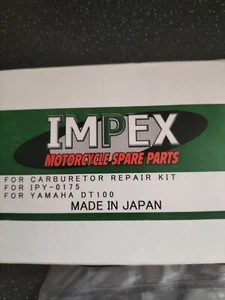 IMPEX
MOTORCYCLE SPARE PARTS
FOR CARBURETOR REPAIR KIT
FOR IPY-0175
FOR YAMAHA DT100
MADE IN JAPAN